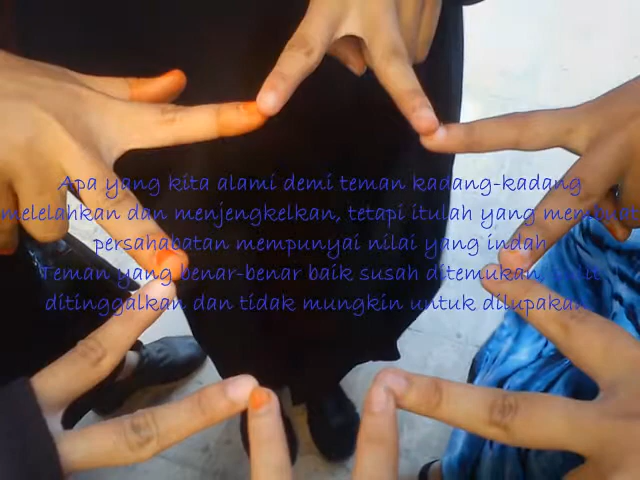 Apa yang kita alami demi teman kadang-kadang
melelahkan dan menjengkelkan, tetapi itulah yang membuat
persahabatan mempunyai nilai yang indah
Teman yang benar-benar baik susah ditemukan,
ditinggalkan dan tidak mungkin untuk dilupakan